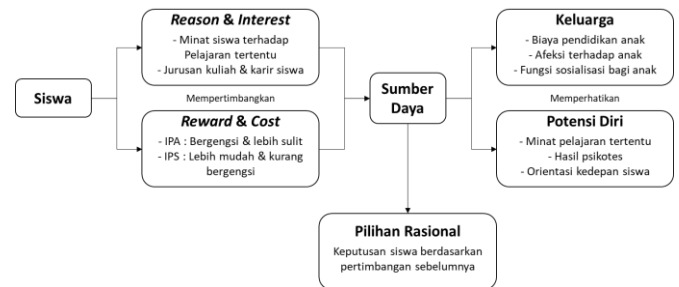 Siswa
Reason & Interest
- Minat siswa terhadap
Pelajaran tertentu
- Jurusan kuliah & karir siswa
Mempertimbangkan
Reward & Cost
- IPA : Bergengsi & lebih sulit
- IPS : Lebih mudah & kurang
bergengsi
Sumber
Daya
Keluarga
- Biaya pendidikan anak
- Afeksi terhadap anak
- Fungsi sosialisasi bagi anak
Memperhatikan
Potensi Diri
- Minat pelajaran tertentu
- Hasil psikotes
- Orientasi kedepan siswa
Pilihan Rasional
Keputusan siswa berdasarkan
pertimbangan sebelumnya